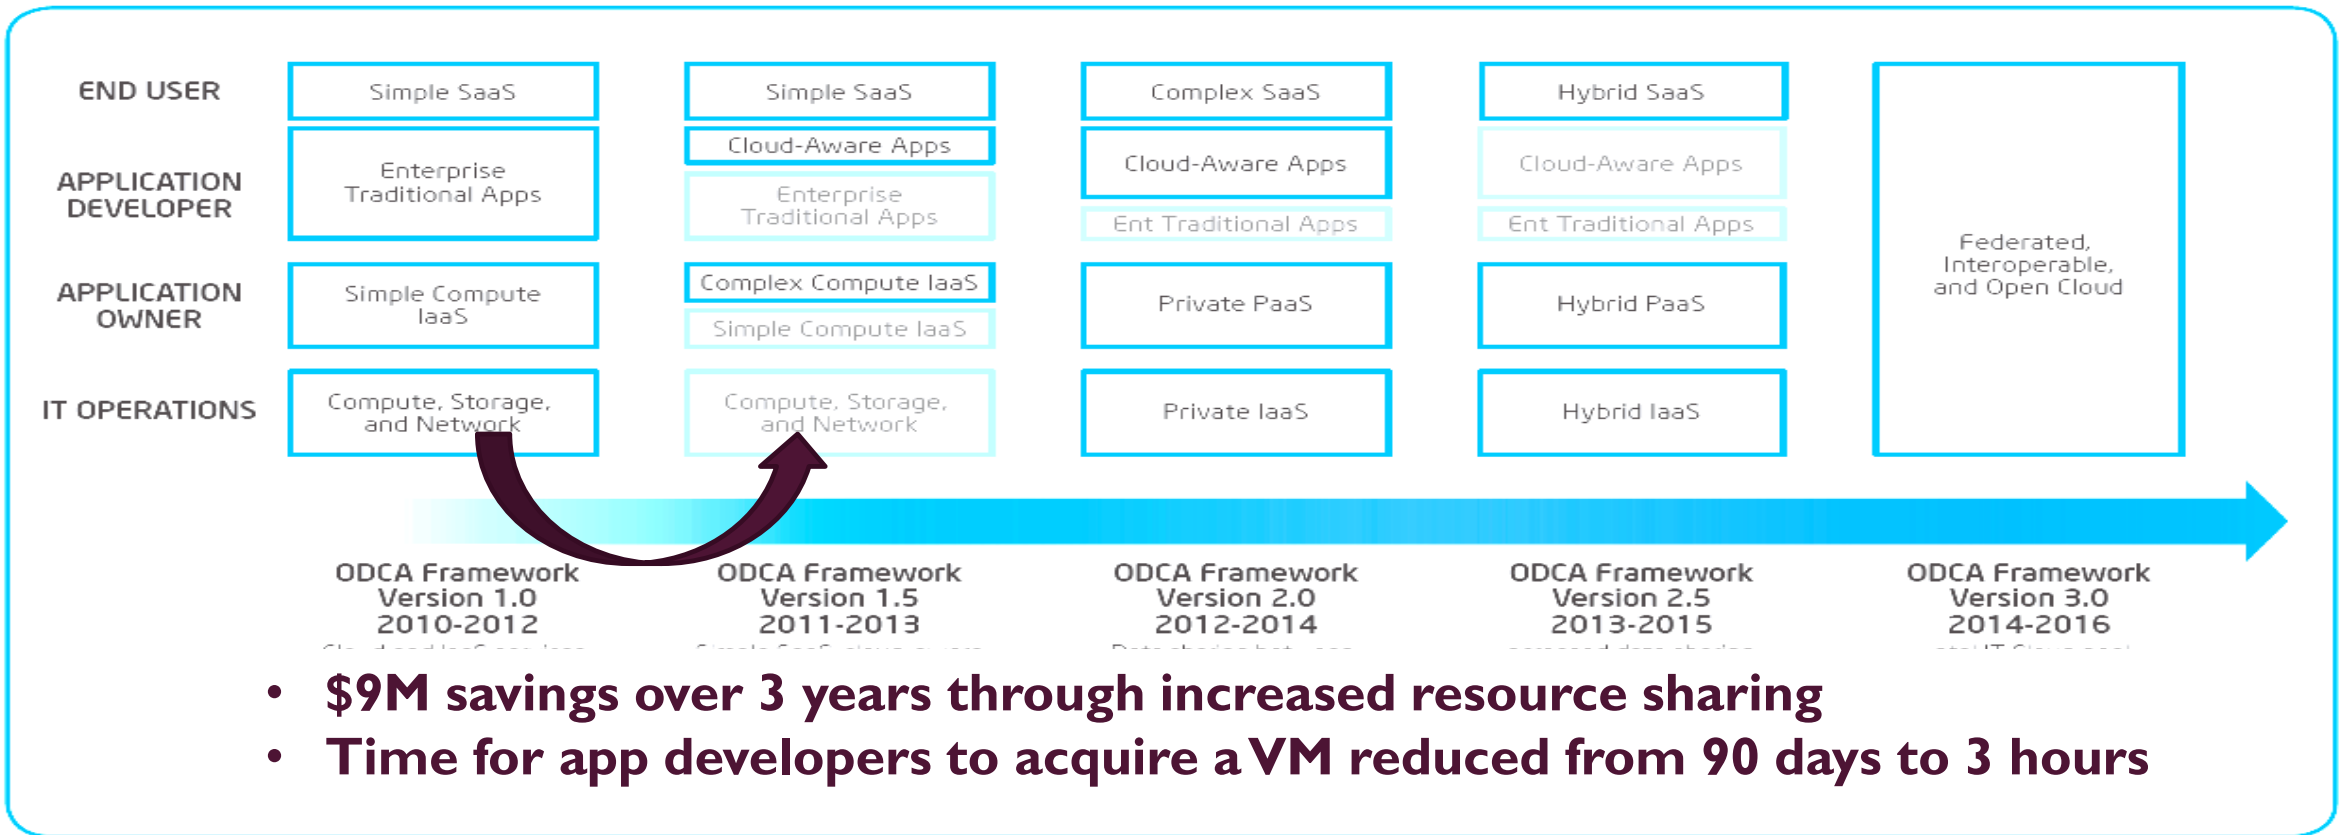 END USER
Simple SaaS
Simple SaaS
Complex SaaS
Hybrid SaaS
APPLICATION
DEVELOPER
Enterprise
Traditional Apps
Cloud-Aware Apps
Enterprise
Traditional Apps
Cloud-Aware Apps
Ent Traditional Apps
Cloud-Aware Apps
Ent Traditional Apps
Federated,
Interoperable,
and Open Cloud
APPLICATION
OWNER
Simple Compute
IaaS
Complex Compute IaaS
Simple Compute IaaS
Private PaaS
Hybrid PaaS
IT OPERATIONS
Compute, Storage,
and Network
Compute, Storage,
and Network
Private IaaS
Hybrid IaaS
ODCA Framework
Version 1.0
2010-2012
ODCA Framework
Version 1.5
2011-2013
ODCA Framework
Version 2.0
2012-2014
ODCA Framework
Version 2.5
2013-2015
ODCA Framework
Version 3.0
2014-2016
• $9M savings over 3 years through increased resource sharing
• Time for app developers to acquire a VM reduced from 90 days to 3 hours